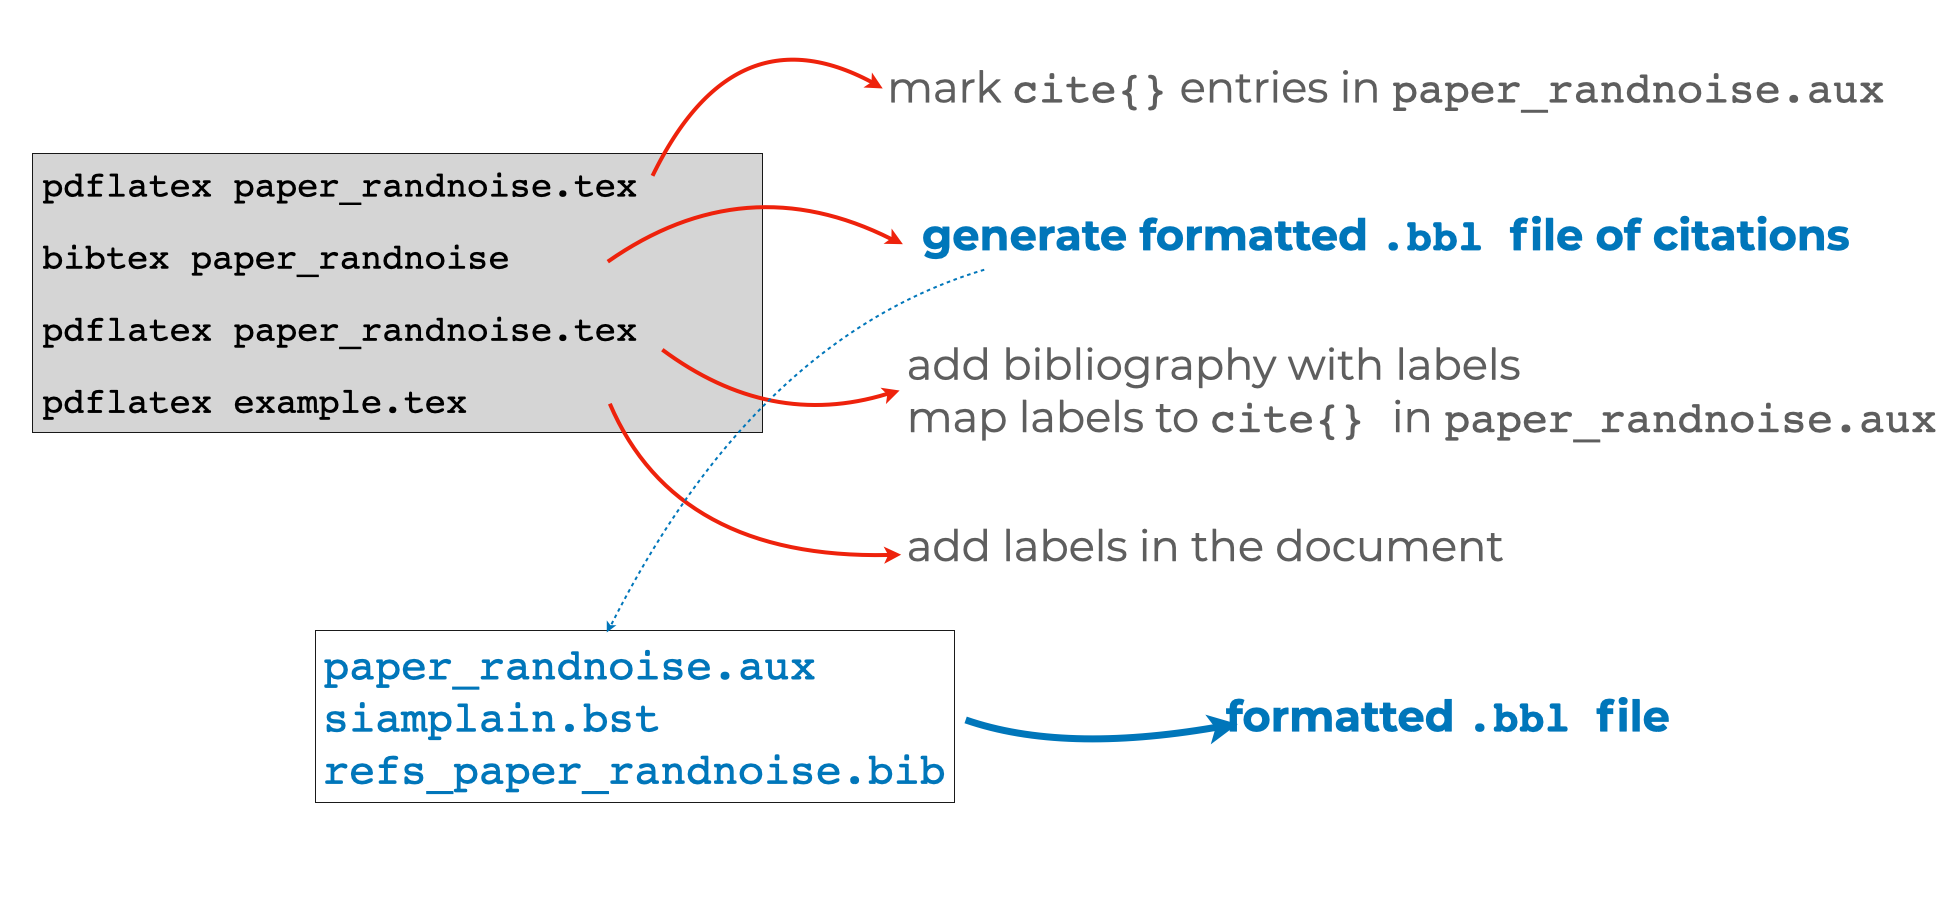 mark cite{} entries in paper_randnoise.aux
pdflatex paper_randnoise.tex
generate formatted .bbl file of citations
bibtex paper_randnoise
pdflatex paper_randnoise.tex
add bibliography with labels
map labels to cite{} in paper_randnoise.aux
pdflatex example.tex
add labels in the document
paper_randnoise.aux
siamplain.bst
refs_paper_randnoise.bib
formatted .bbl file